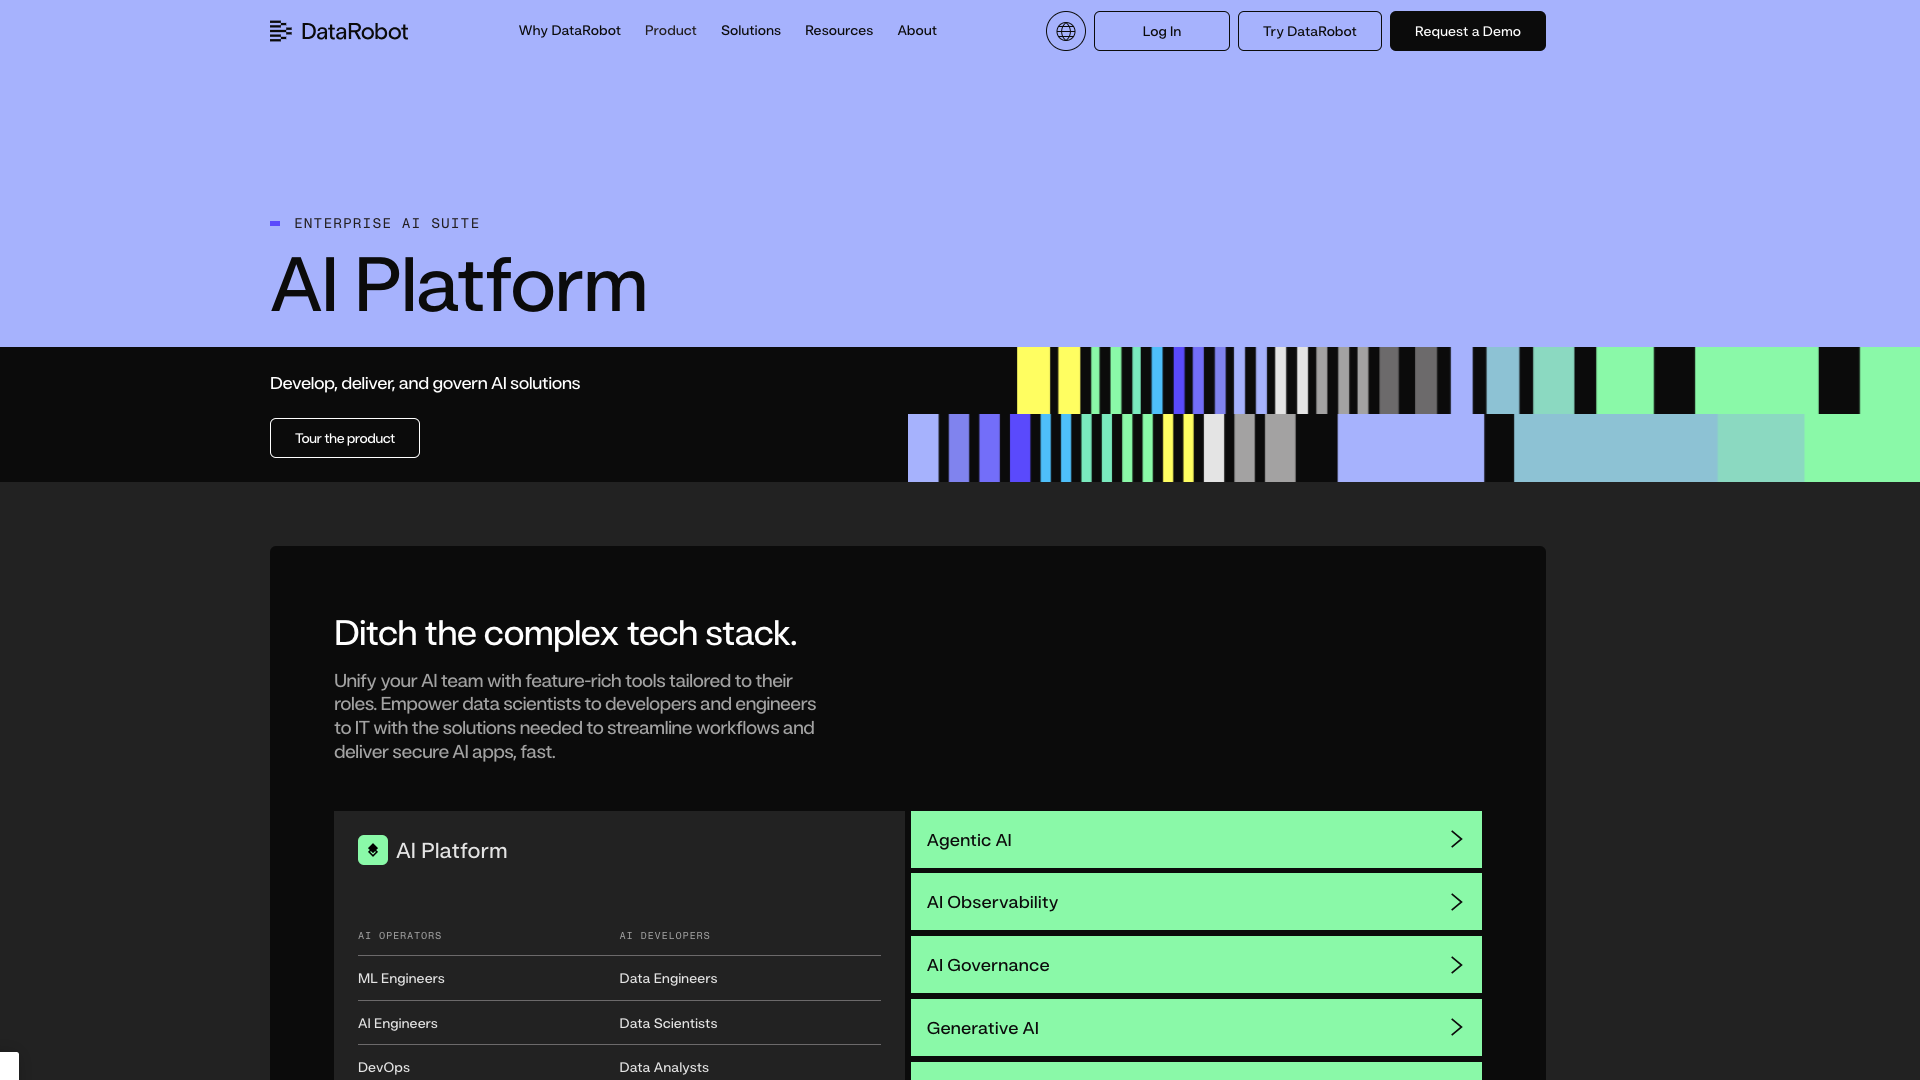 DataRobot
Why DataRobot
Product
Solutions
Resources
About
Log In
Try DataRobot
Request a Demo
ENTERPRISE AI SUITE
AI Platform
Develop, deliver, and govern AI solutions
Tour the product
Ditch the complex tech stack.
Unify your AI team with feature-rich tools tailored to their
roles. Empower data scientists to developers and engineers
to IT with the solutions needed to streamline workflows and
deliver secure AI apps, fast.
AI Platform
AI OPERATORS
AI DEVELOPERS
ML Engineers
Data Engineers
AI Engineers
Data Scientists
DevOps
Data Analysts
Agentic AI
AI Observability
AI Governance
Generative AI